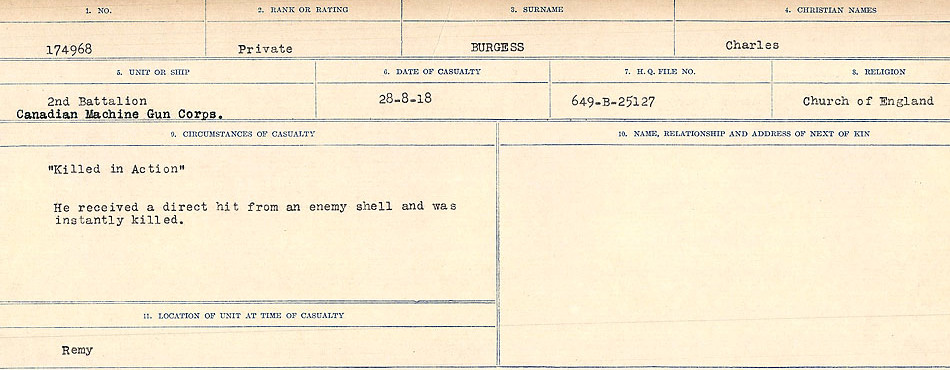 1. NO.
2. RANK OR RATING
3. SURNAME
4. CHRISTIAN NAMES
174968
Private
BURGESS
Charles
5. UNIT OR SHIP
6. DATE OF CASUALTY
7. H. Q. FILE NO.
8. RELIGION
2nd Battalion
Canadian Machine Gun Corps.
28-8-18
649-B-25127
Church of England
9. CIRCUMSTANCES OF CASUALTY
10. NAME, RELATIONSHIP AND ADDRESS OF NEXT OF KIN
"Killed in Action"
He received a direct hit from an enemy shell and was
instantly killed.
11. LOCATION OF UNIT AT TIME OF CASUALTY
Remy